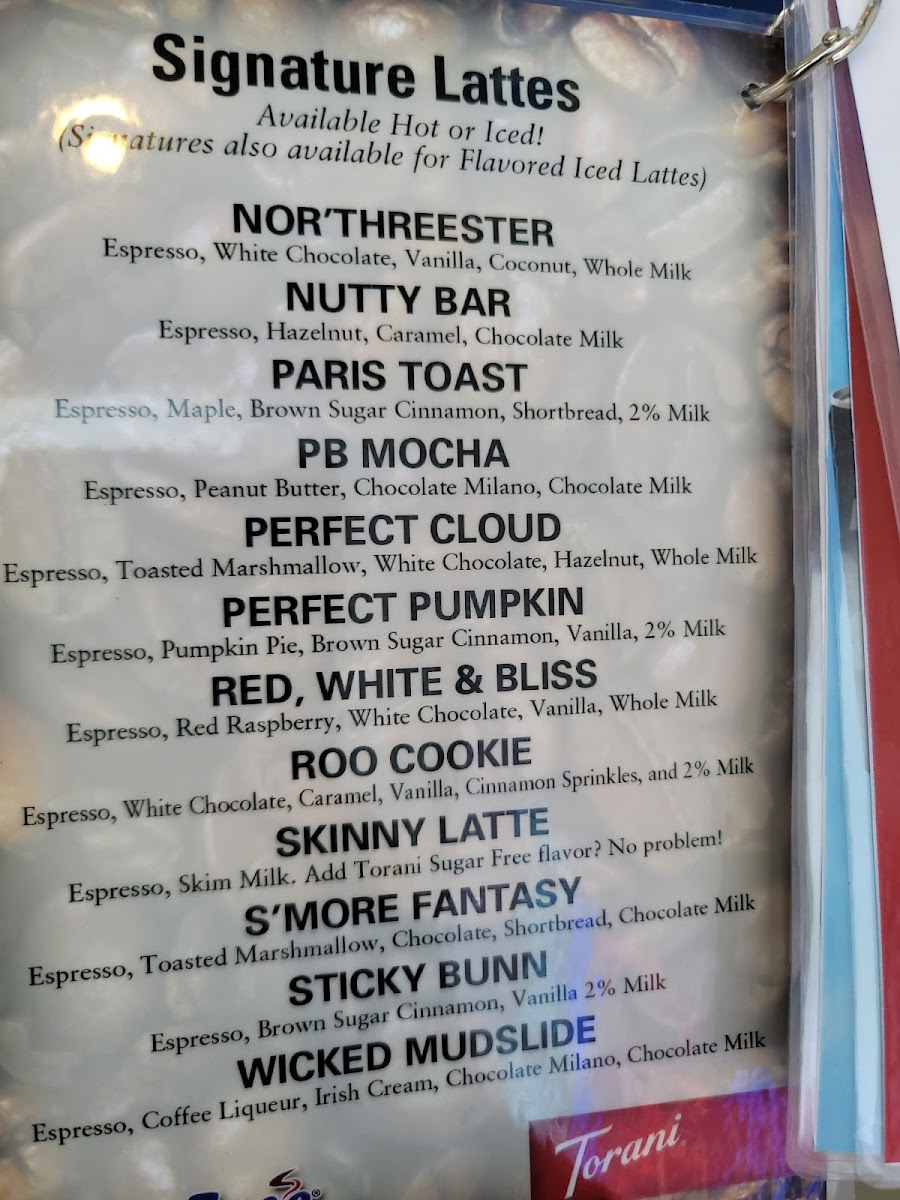 Signature Lattes
Available Hot or Iced!
(Signatures also available for Flavored Iced Lattes)
NOR'THREESTER
Espresso, White Chocolate, Vanilla, Coconut, Whole Milk
NUTTY BAR
Espresso, Hazelnut, Caramel, Chocolate Milk
PARIS TOAST
Espresso, Maple, Brown Sugar Cinnamon, Shortbread, 2% Milk
PB MOCHA
Espresso, Peanut Butter, Chocolate Milano, Chocolate Milk
PERFECT CLOUD
Espresso, Toasted Marshmallow, White Chocolate, Hazelnut, Whole Milk
PERFECT PUMPKIN
Espresso, Pumpkin Pie, Brown Sugar Cinnamon, Vanilla, 2% Milk
RED, WHITE & BLISS
Espresso, Red Raspberry, White Chocolate, Vanilla, Whole Milk
ROO COOKIE
Espresso, White Chocolate, Caramel, Vanilla, Cinnamon Sprinkles, and 2% Milk
SKINNY LATTE
Espresso, Skim Milk. Add Torani Sugar Free flavor? No problem!
S'MORE FANTASY
Espresso, Toasted Marshmallow, Chocolate, Shortbread, Chocolate Milk
STICKY BUNN
Espresso, Brown Sugar Cinnamon, Vanilla 2% Milk
WICKED MUDSLIDE
Espresso, Coffee Liqueur, Irish Cream, Chocolate Milano, Chocolate Milk
Torani